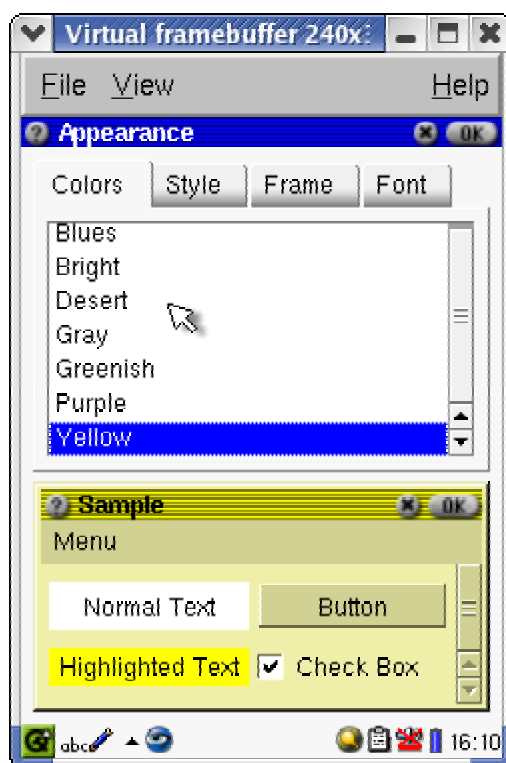 Virtual framebuffer 240x
File View Help
Appearance OK
Colors Style Frame Font
Blues
Bright
Desert
Gray
Greenish
Purple
Yellow
Sample OK
Menu
Normal Text Button
Highlighted Text Check Box
abc 16:10